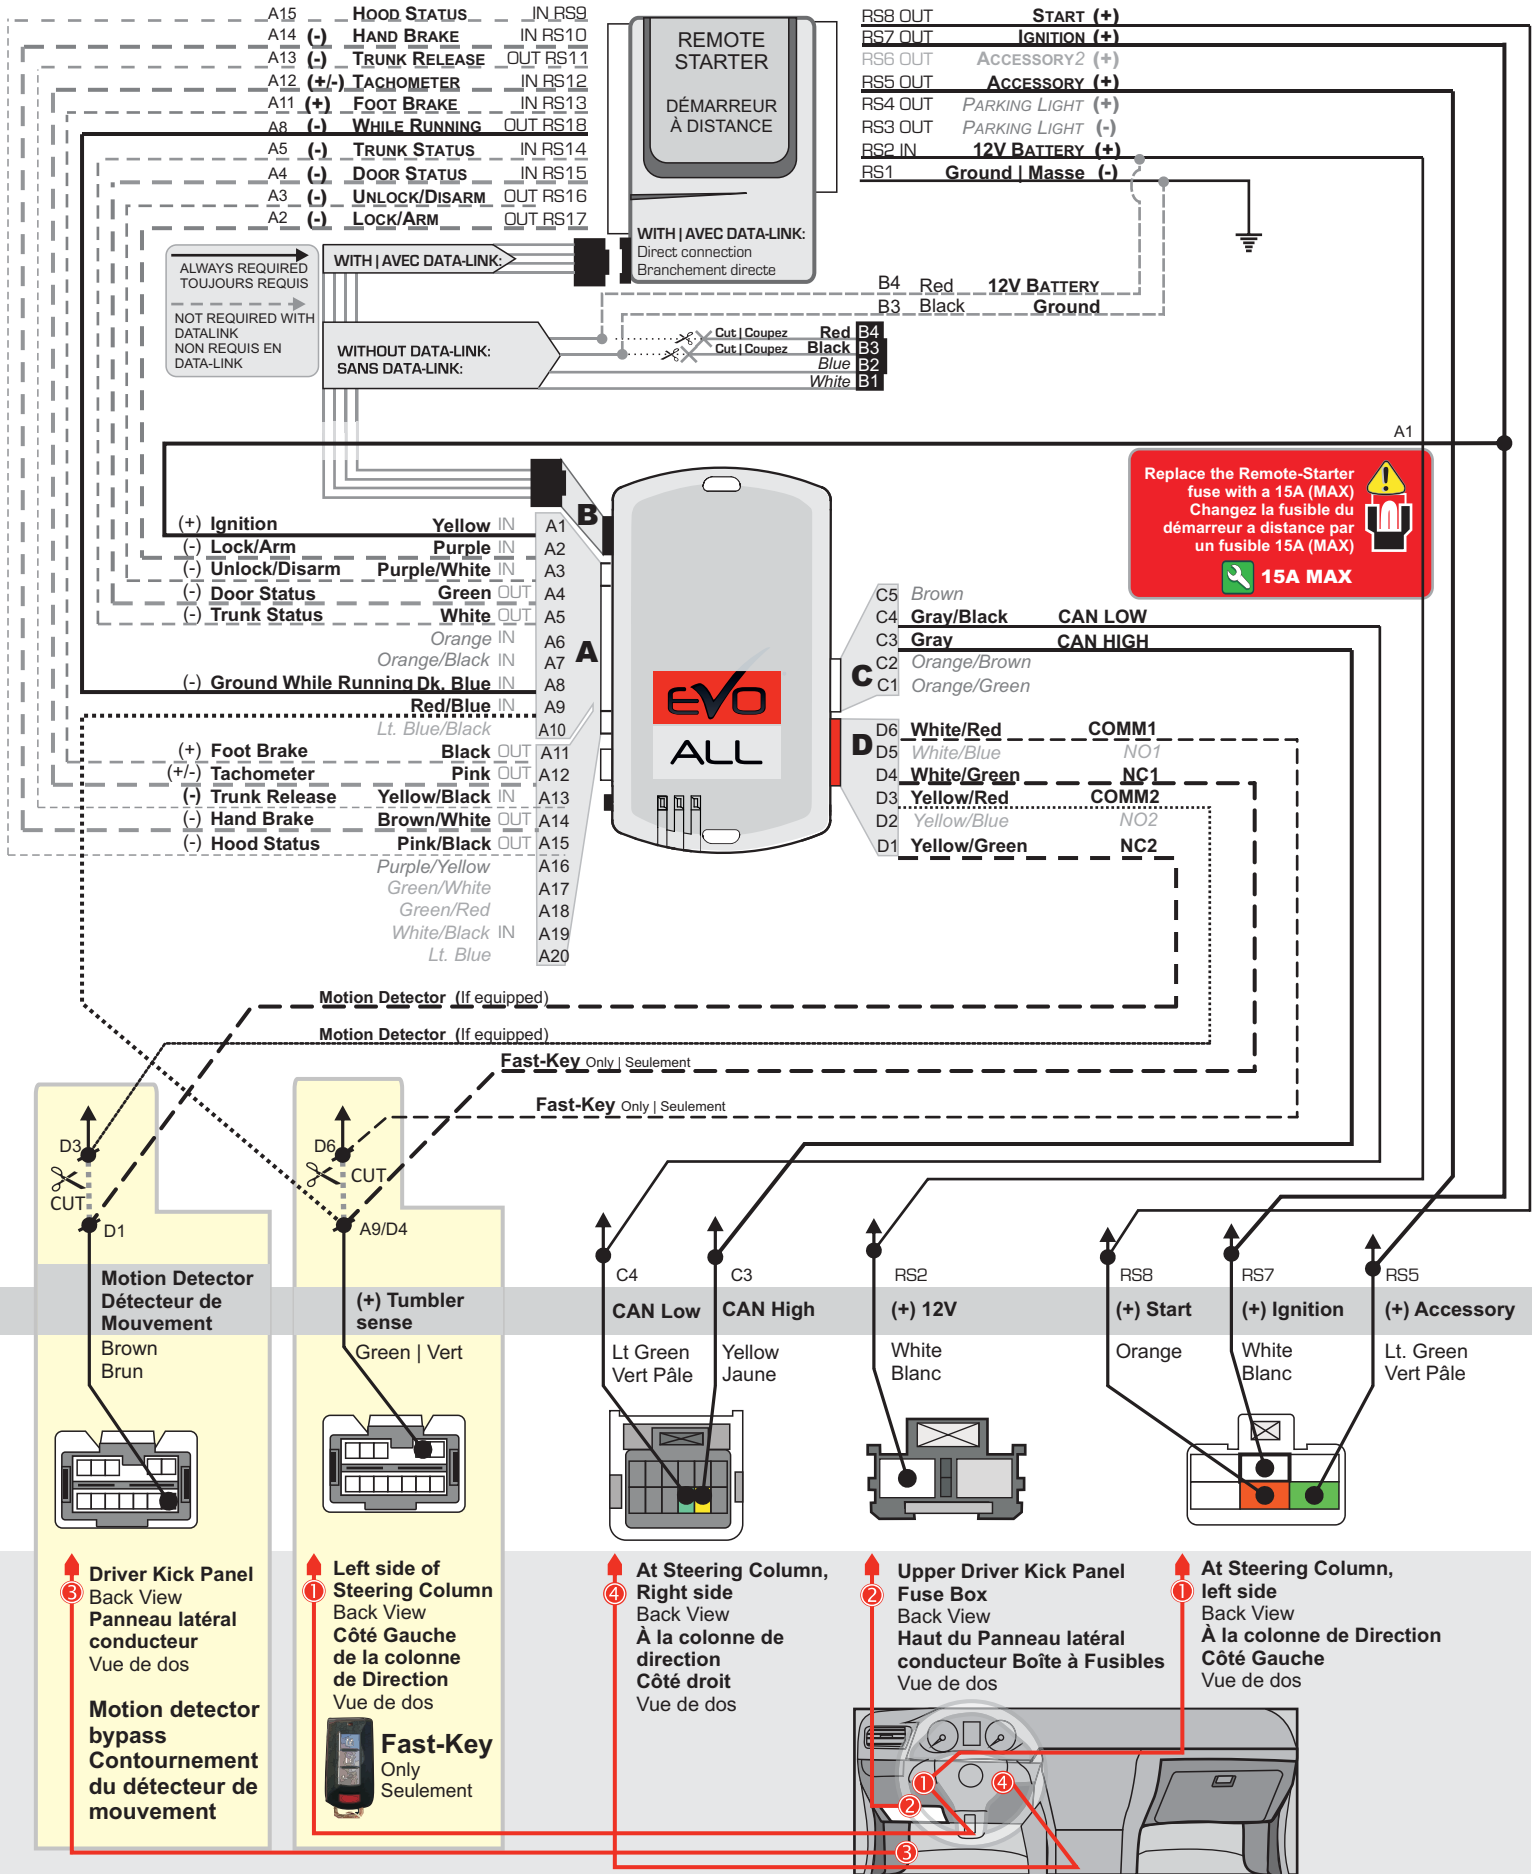 A15 HOOD STATUS IN RS9
A14 (-) HAND BRAKE IN RS10
A13 (-) TRUNK RELEASE OUT RS11
A12 (+/-) TACHOMETER IN RS12
A11 (+) FOOT BRAKE IN RS13
A8 (-) WHILE RUNNING OUT RS18
A5 (-) TRUNK STATUS IN RS14
A4 (-) DOOR STATUS IN RS15
A3 (-) UNLOCK/DISARM OUT RS16
A2 (-) LOCK/ARM OUT RS17
REMOTE
STARTER
DÉMARREUR
À DISTANCE
WITH | AVEC DATA-LINK:
Direct connection
Branchement directe
RS8 OUT START (+)
RS7 OUT IGNITION (+)
RS6 OUT ACCESSORY2 (+)
RS5 OUT ACCESSORY (+)
RS4 OUT PARKING LIGHT (+)
RS3 OUT PARKING LIGHT (-)
RS2 IN 12V BATTERY (+)
RS1 Ground | Masse (-)
ALWAYS REQUIRED
TOUJOURS REQUIS
NOT REQUIRED WITH
DATALINK
NON REQUIS EN
DATA-LINK
WITH | AVEC DATA-LINK:
WITHOUT DATA-LINK:
SANS DATA-LINK:
B4 Red 12V BATTERY
B3 Black Ground
Cut | Coupez Red B4
Cut | Coupez Black B3
Blue B2
White B1
A1
Replace the Remote-Starter
fuse with a 15A (MAX)
Changez la fusible du
démarreur a distance par
un fusible 15A (MAX)
15A MAX
B
A
(+) Ignition Yellow IN A1
(-) Lock/Arm Purple IN A2
(-) Unlock/Disarm Purple/White IN A3
(-) Door Status Green OUT A4
(-) Trunk Status White OUT A5
Orange IN A6
Orange/Black IN A7
(-) Ground While Running Dk. Blue IN A8
Red/Blue IN A9
Lt. Blue/Black A10
(+) Foot Brake Black OUT A11
(+/-) Tachometer Pink OUT A12
(-) Trunk Release Yellow/Black IN A13
(-) Hand Brake Brown/White OUT A14
(-) Hood Status Pink/Black OUT A15
Purple/Yellow A16
Green/White A17
Green/Red A18
White/Black IN A19
Lt. Blue A20
EVO
ALL
C
C5 Brown
C4 Gray/Black CAN LOW
C3 Gray CAN HIGH
C2 Orange/Brown
C1 Orange/Green
D
D6 White/Red COMM1
D5 White/Blue NO1
D4 White/Green NC1
D3 Yellow/Red COMM2
D2 Yellow/Blue NO2
D1 Yellow/Green NC2
Motion Detector (If equipped)
Motion Detector (If equipped)
Fast-Key Only | Seulement
Fast-Key Only | Seulement
D3
CUT
D1
Motion Detector
Détecteur de
Mouvement
Brown
Brun
3
Driver Kick Panel
Back View
Panneau latéral
conducteur
Vue de dos
Motion detector
bypass
Contournement
du détecteur de
mouvement
D6
CUT
A9/D4
(+) Tumbler
sense
Green | Vert
1
Left side of
Steering Column
Back View
Côté Gauche
de la colonne
de Direction
Vue de dos
Fast-Key
Only
Seulement
C4
CAN Low
Lt Green
Vert Pâle
C3
CAN High
Yellow
Jaune
4
At Steering Column,
Right side
Back View
À la colonne de
direction
Côté droit
Vue de dos
RS2
(+) 12V
White
Blanc
2
Upper Driver Kick Panel
Fuse Box
Back View
Haut du Panneau latéral
conducteur Boîte à Fusibles
Vue de dos
RS8
(+) Start
Orange
RS7
(+) Ignition
White
Blanc
RS5
(+) Accessory
Lt. Green
Vert Pâle
1
At Steering Column,
left side
Back View
À la colonne de Direction
Côté Gauche
Vue de dos
1
4
2
3